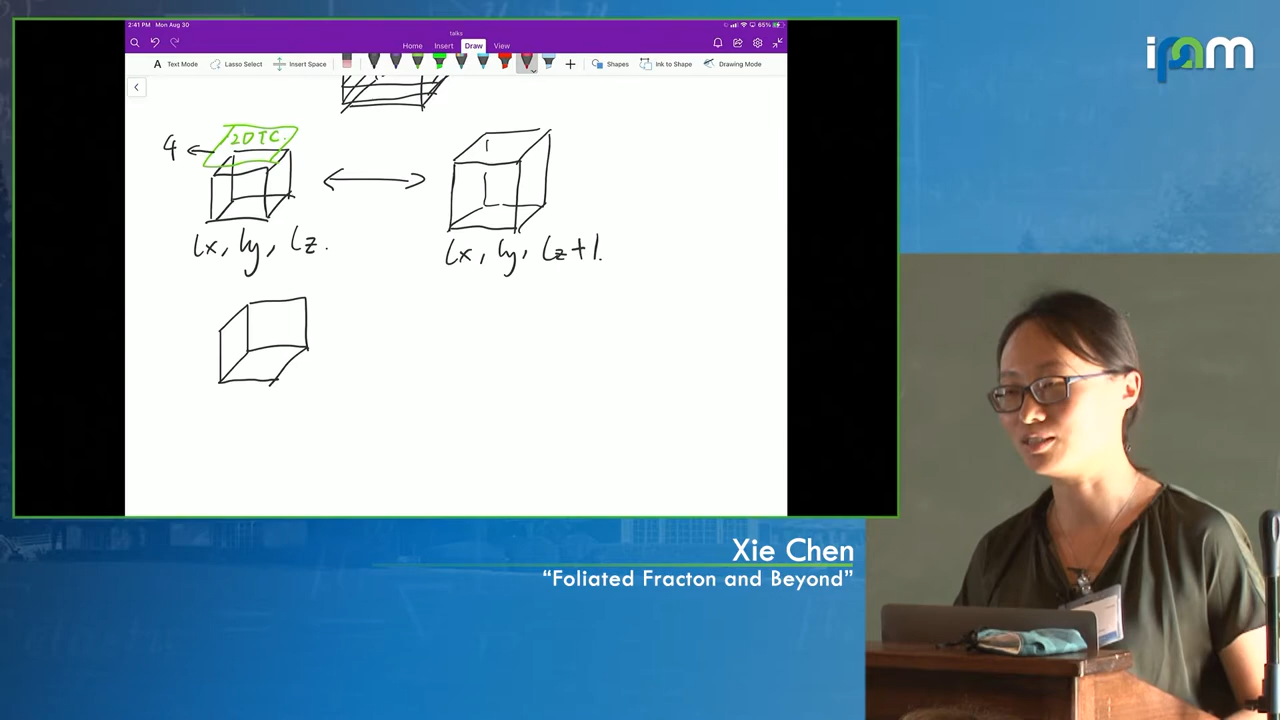 2:41 PM Mon Aug 30
65%
talks
Home Insert Draw View
Text Mode Lasso Select Insert Space Shapes Ink to Shape Drawing Mode
2D TC.
4
lx, ly, lz.
lx, ly, lz+1.
ipam
Xie Chen
“Foliated Fracton and Beyond”